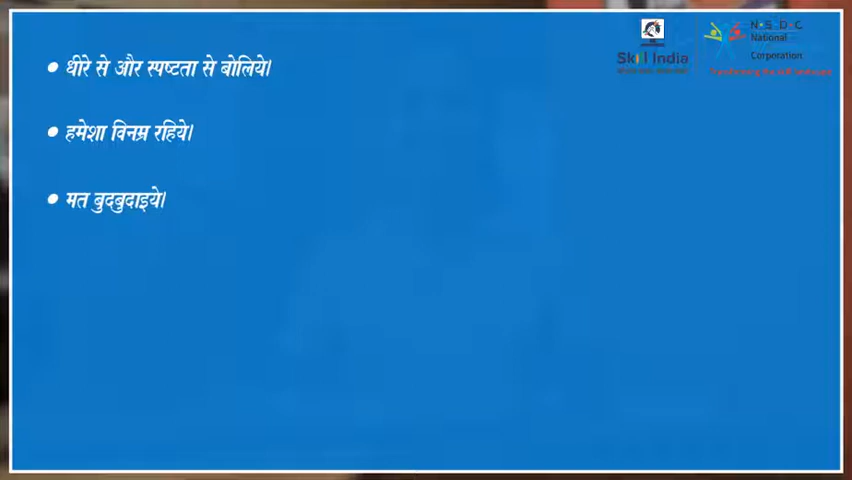 • धीरे से और स्पष्टता से बोलिये।
• हमेशा विनम्र रहिये।
• मत बुदबुदाइये।
Skill India
N·S·D·C
National
Corporation